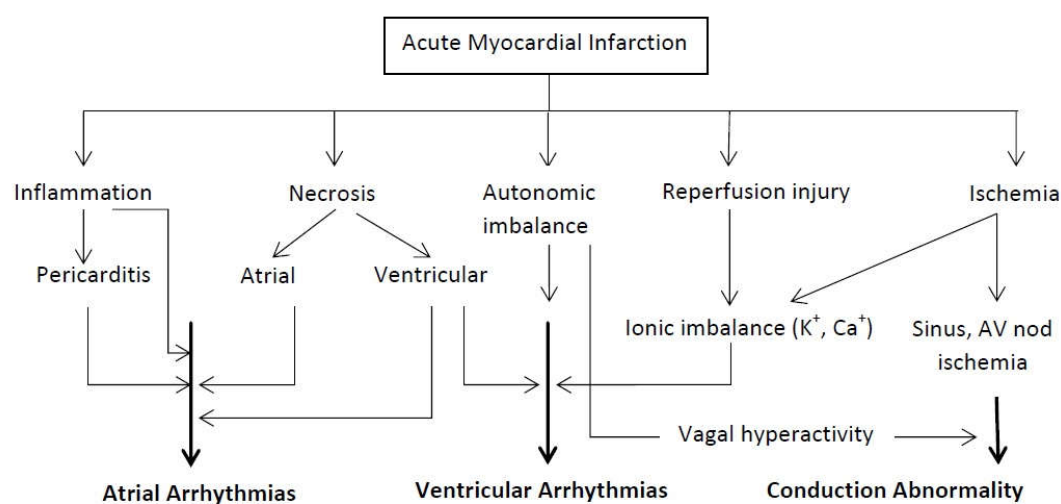 Acute Myocardial Infarction
Inflammation
Necrosis
Autonomic
imbalance
Reperfusion injury
Ischemia
Pericarditis
Atrial
Ventricular
Ionic imbalance (K⁺, Ca⁺)
Sinus, AV nod
ischemia
Vagal hyperactivity
Atrial Arrhythmias
Ventricular Arrhythmias
Conduction Abnormality